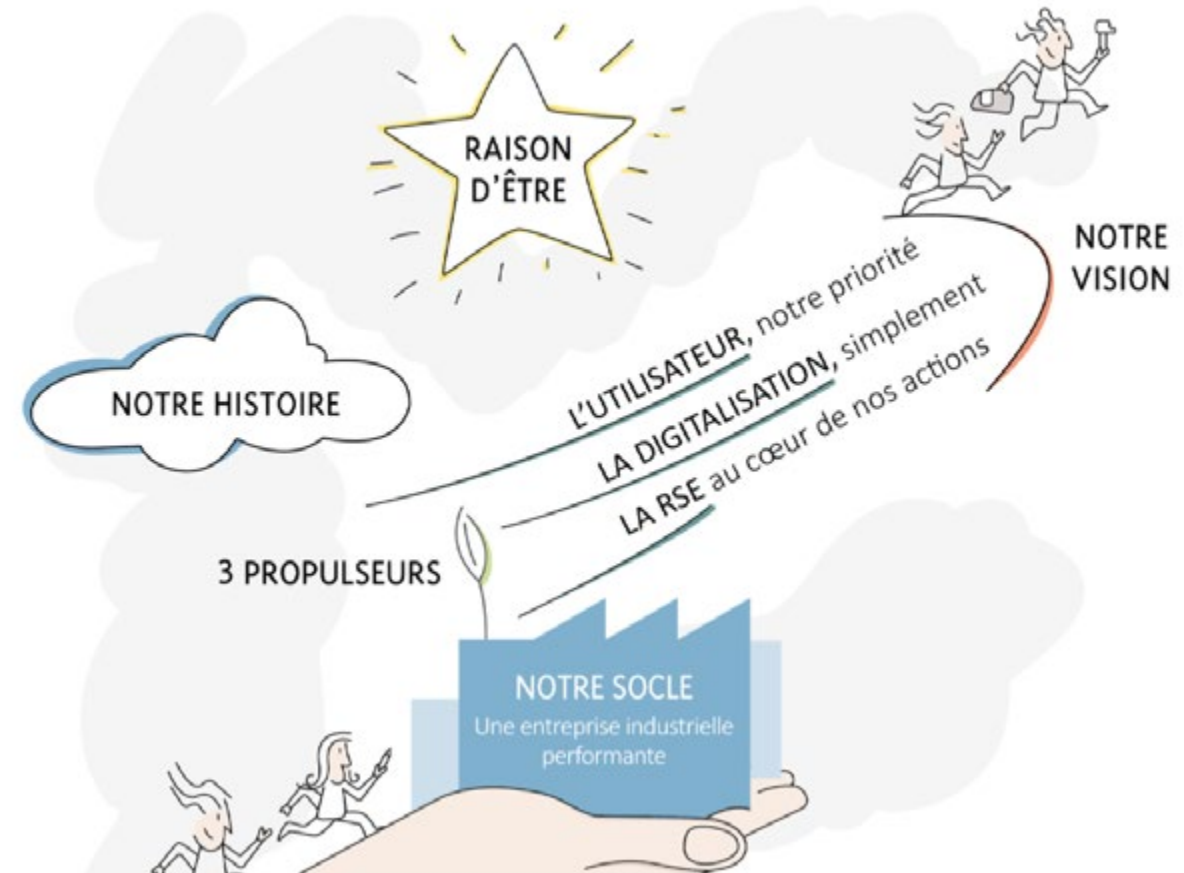 RAISON
D'ÊTRE
NOTRE
VISION
L'UTILISATEUR, notre priorité
LA DIGITALISATION, simplement
LA RSE au cœur de nos actions
NOTRE HISTOIRE
3 PROPULSEURS
NOTRE SOCLE
Une entreprise industrielle
performante